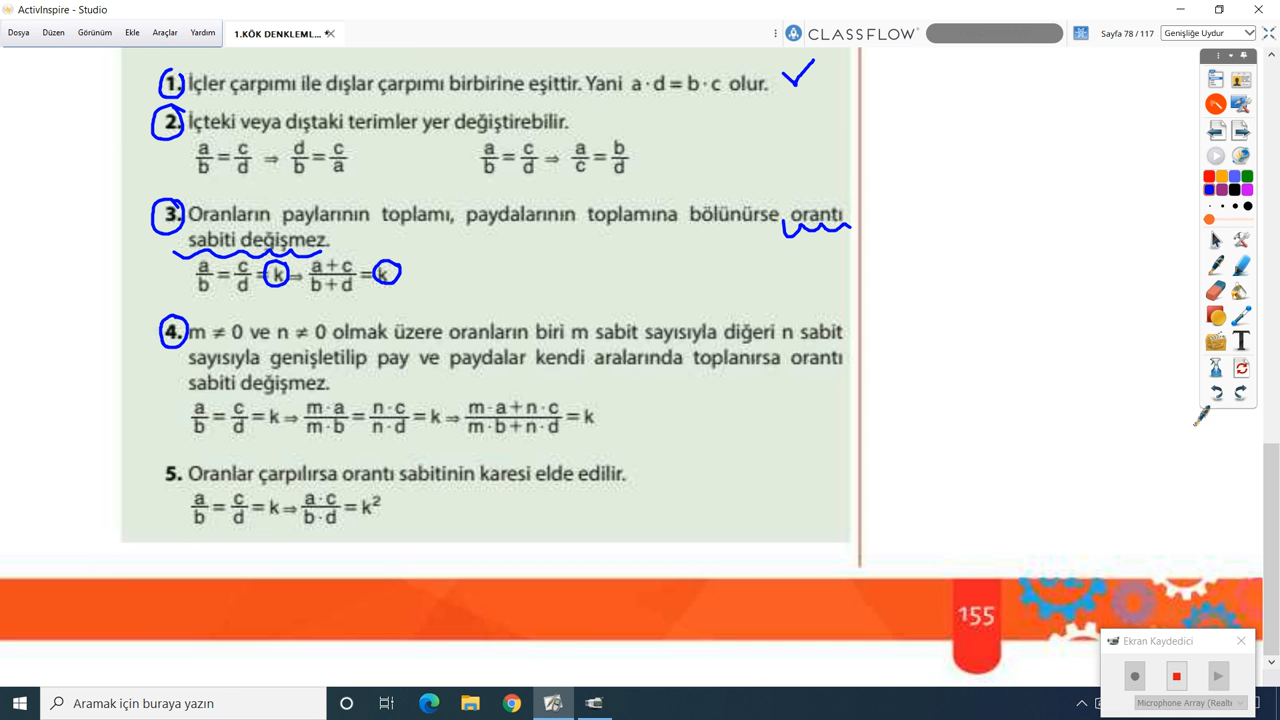 ActivInspire - Studio
Dosya Düzen Görünüm Ekle Araçlar Yardım
1.KÖK DENKLEML...
CLASSFLOW
Sayfa 78 / 117
Genişliğe Uydur
1. İçler çarpımı ile dışlar çarpımı birbirine eşittir. Yani a · d = b · c olur.
2. İçteki veya dıştaki terimler yer değiştirebilir.
a/b = c/d ⇒ d/b = c/a a/b = c/d ⇒ a/c = b/d
3. Oranların paylarının toplamı, paydalarının toplamına bölünürse orantı
sabiti değişmez.
a/b = c/d = k ⇒ a+c/b+d = k
4. m ≠ 0 ve n ≠ 0 olmak üzere oranların biri m sabit sayısıyla diğeri n sabit
sayısıyla genişletilip pay ve paydalar kendi aralarında toplanırsa orantı
sabiti değişmez.
a/b = c/d = k ⇒ m·a/m·b = n·c/n·d = k ⇒ m·a+n·c/m·b+n·d = k
5. Oranlar çarpılırsa orantı sabitinin karesi elde edilir.
a/b = c/d = k ⇒ a·c/b·d = k²
155
Ekran Kaydedici
Microphone Array (Realt
Aramak için buraya yazın